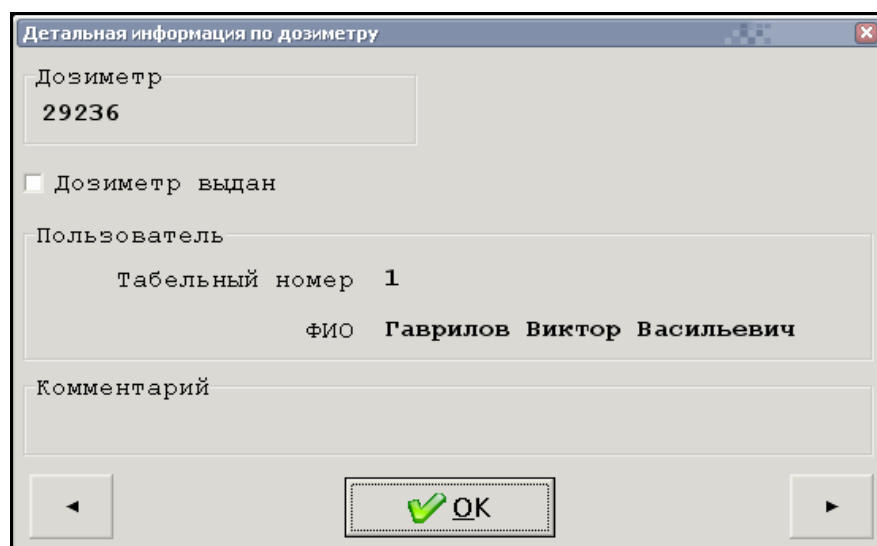 Детальная информация по дозиметру
Дозиметр
29236
Дозиметр выдан
Пользователь
Табельный номер 1
ФИО Гаврилов Виктор Васильевич
Комментарий
OK